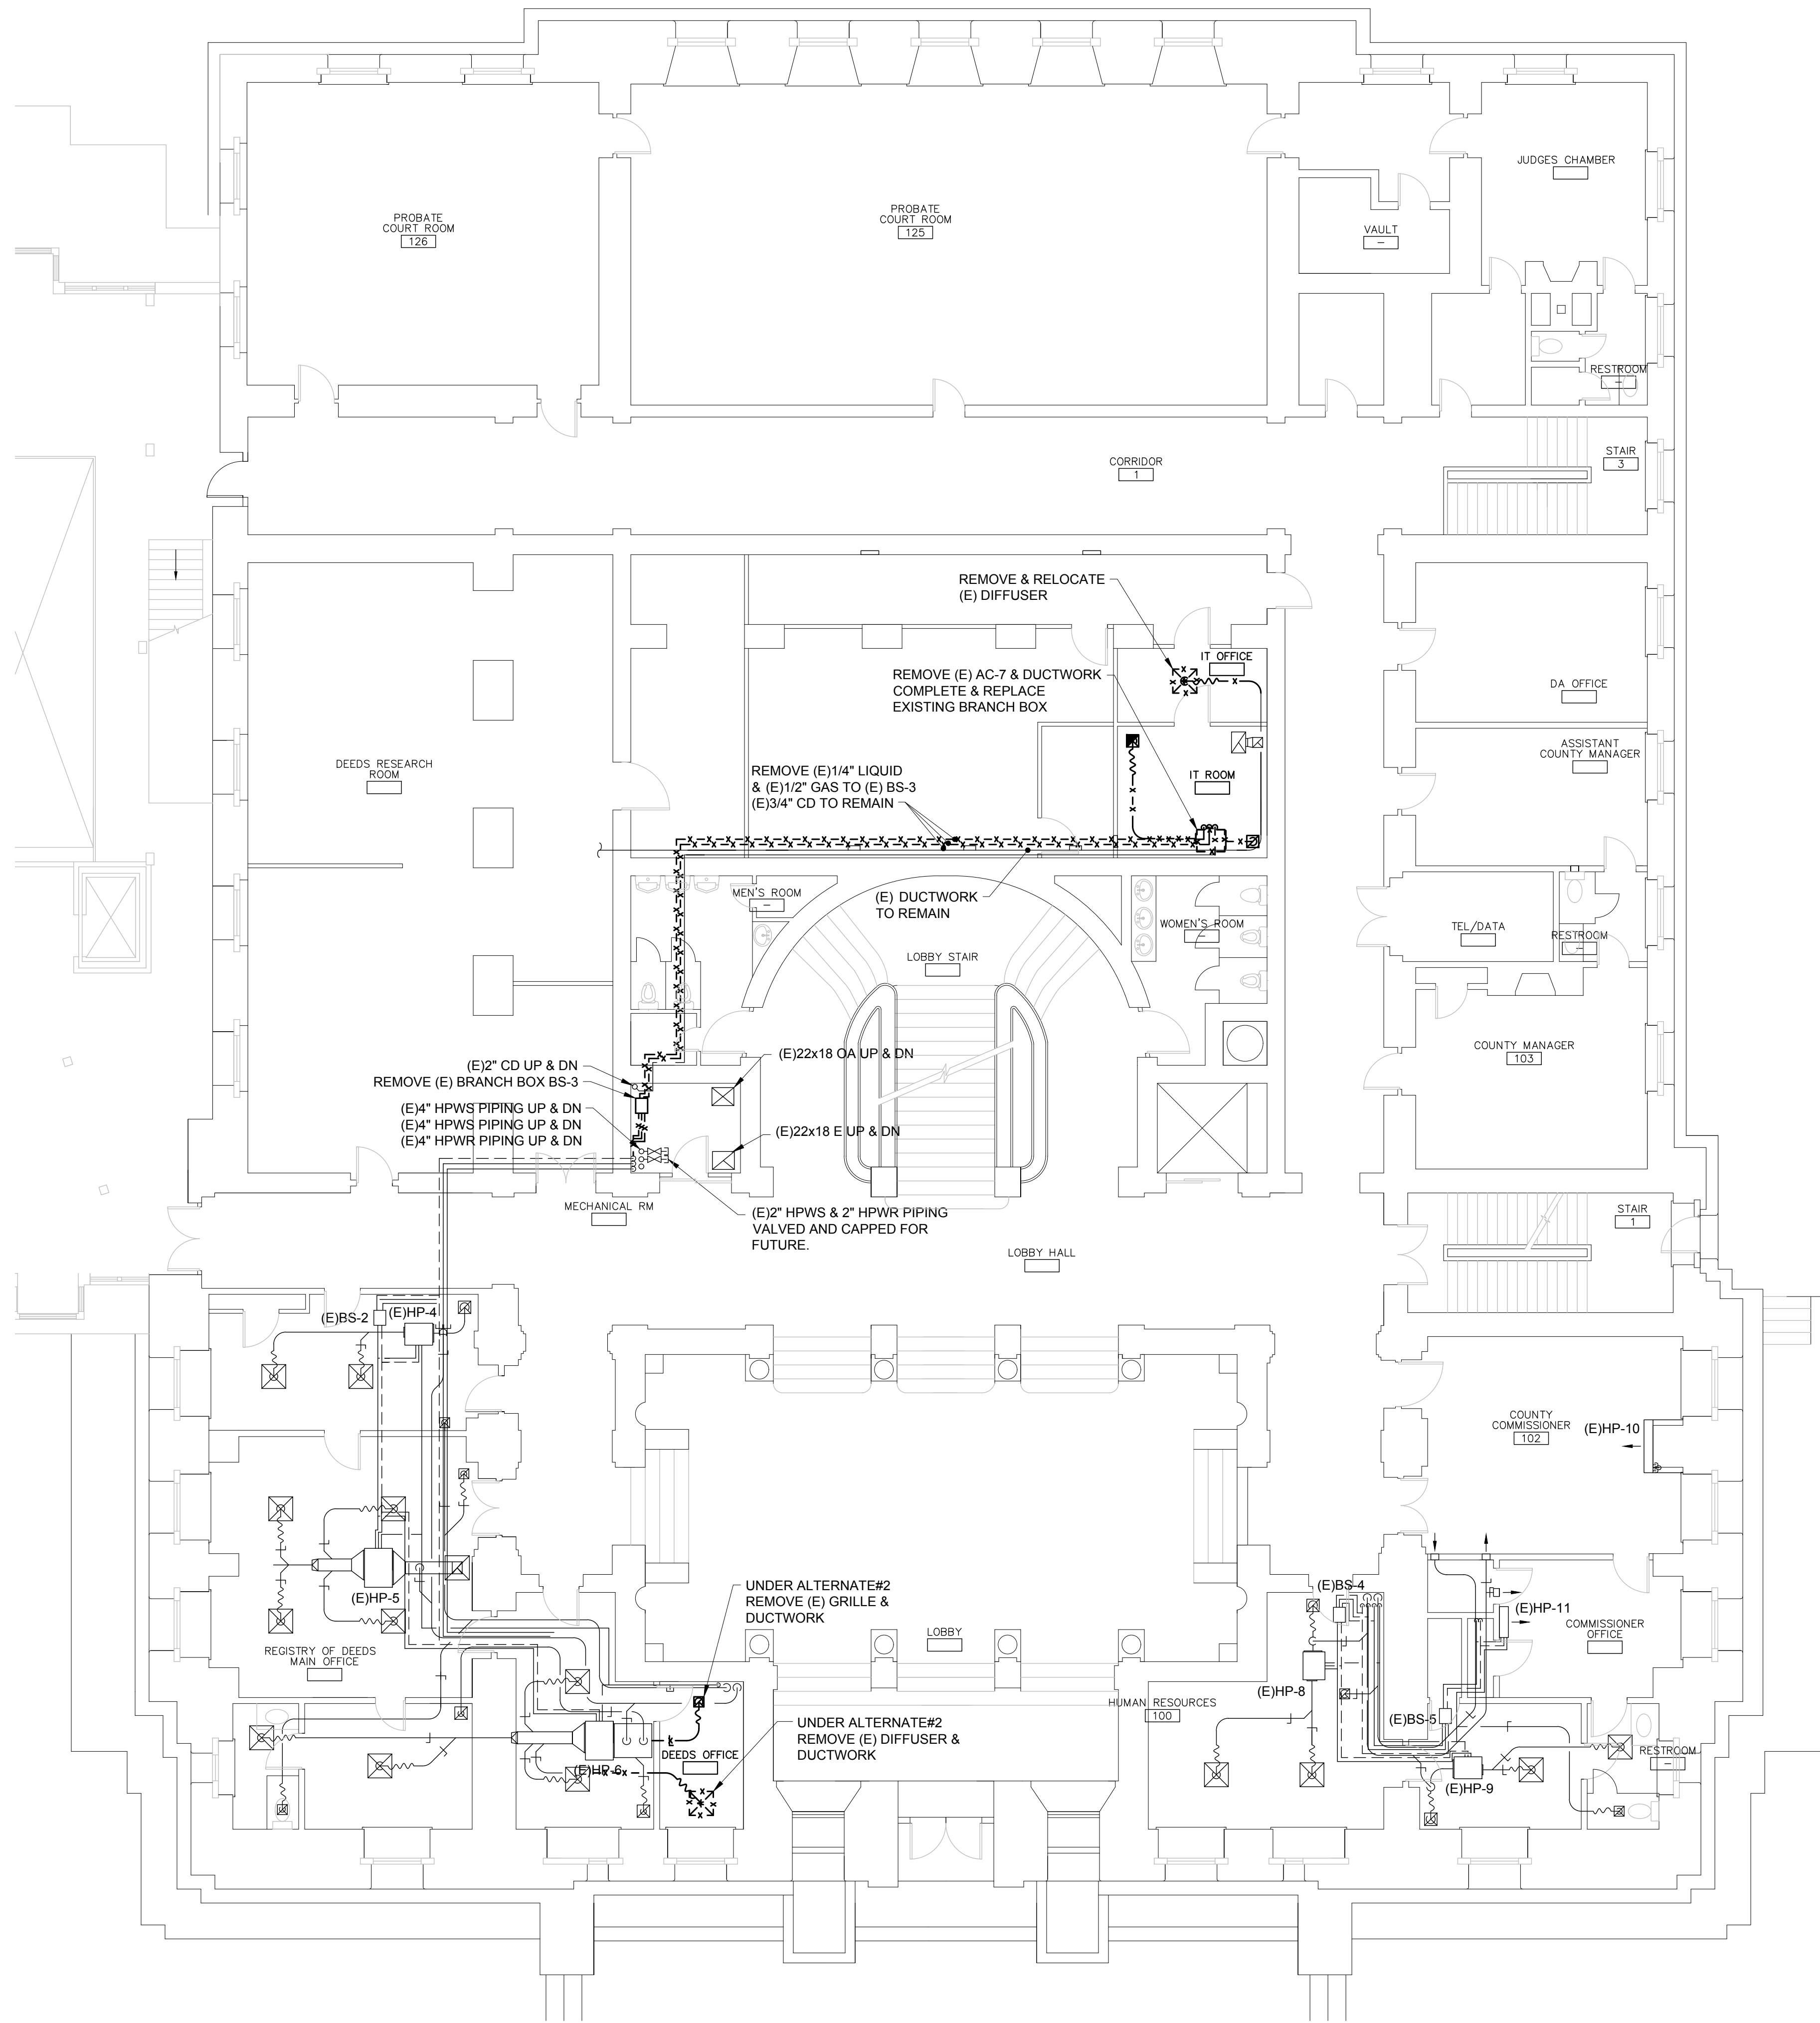 JUDGES CHAMBER
PROBATE
COURT ROOM
126
PROBATE
COURT ROOM
125
VAULT
-
RESTROOM
-
STAIR
3
CORRIDOR
1
REMOVE & RELOCATE
(E) DIFFUSER
IT OFFICE
REMOVE (E) AC-7 & DUCTWORK
COMPLETE & REPLACE
EXISTING BRANCH BOX
DA OFFICE
ASSISTANT
COUNTY MANAGER
DEEDS RESEARCH
ROOM
REMOVE (E)1/4" LIQUID
& (E)1/2" GAS TO (E) BS-3
(E)3/4" CD TO REMAIN
IT ROOM
MEN'S ROOM
-
(E) DUCTWORK
TO REMAIN
WOMEN'S ROOM
-
TEL/DATA
RESTROOM
-
LOBBY STAIR
COUNTY MANAGER
103
(E)22x18 OA UP & DN
(E)2" CD UP & DN
REMOVE (E) BRANCH BOX BS-3
(E)4" HPWS PIPING UP & DN
(E)4" HPWS PIPING UP & DN
(E)4" HPWR PIPING UP & DN
(E)22x18 E UP & DN
MECHANICAL RM
(E)2" HPWS & 2" HPWR PIPING
VALVED AND CAPPED FOR
FUTURE.
STAIR
1
LOBBY HALL
(E)BS-2
(E)HP-4
COUNTY
COMMISSIONER
102
(E)HP-10
UNDER ALTERNATE#2
REMOVE (E) GRILLE &
DUCTWORK
(E)BS-4
(E)HP-5
(E)HP-11
COMMISSIONER
OFFICE
LOBBY
REGISTRY OF DEEDS
MAIN OFFICE
(E)HP-8
HUMAN RESOURCES
100
(E)BS-5
UNDER ALTERNATE#2
REMOVE (E) DIFFUSER &
DUCTWORK
DEEDS OFFICE
RESTROOM
-
(E)HP-6
(E)HP-9